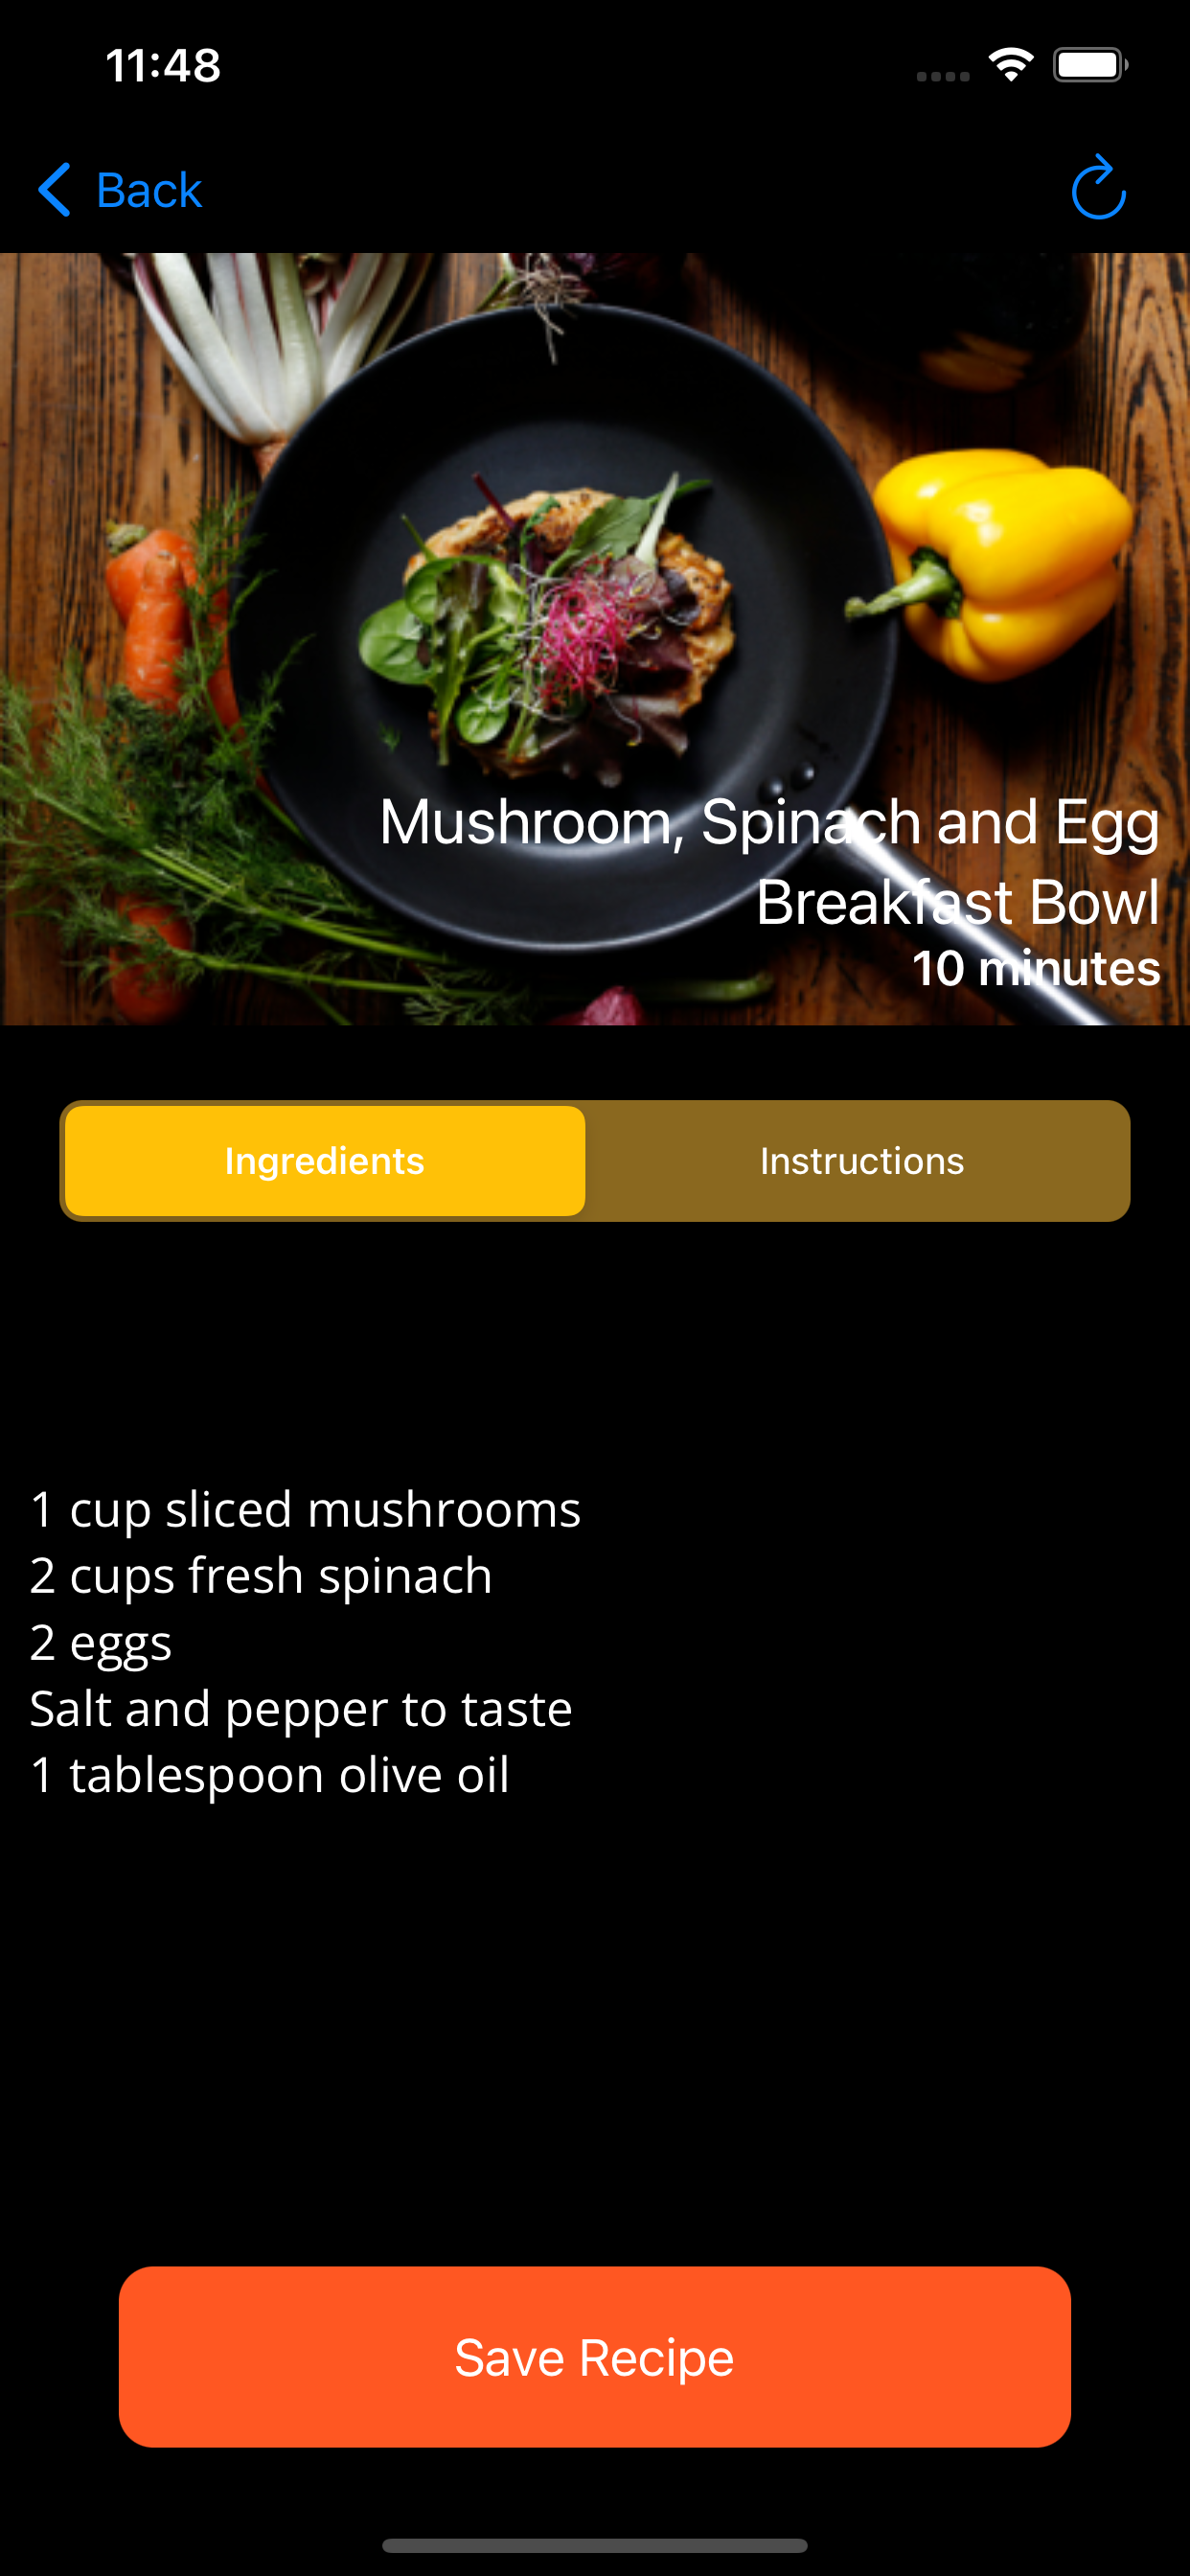 11:48
Back
Mushroom, Spinach and Egg
Breakfast Bowl
10 minutes
Ingredients
Instructions
1 cup sliced mushrooms
2 cups fresh spinach
2 eggs
Salt and pepper to taste
1 tablespoon olive oil
Save Recipe